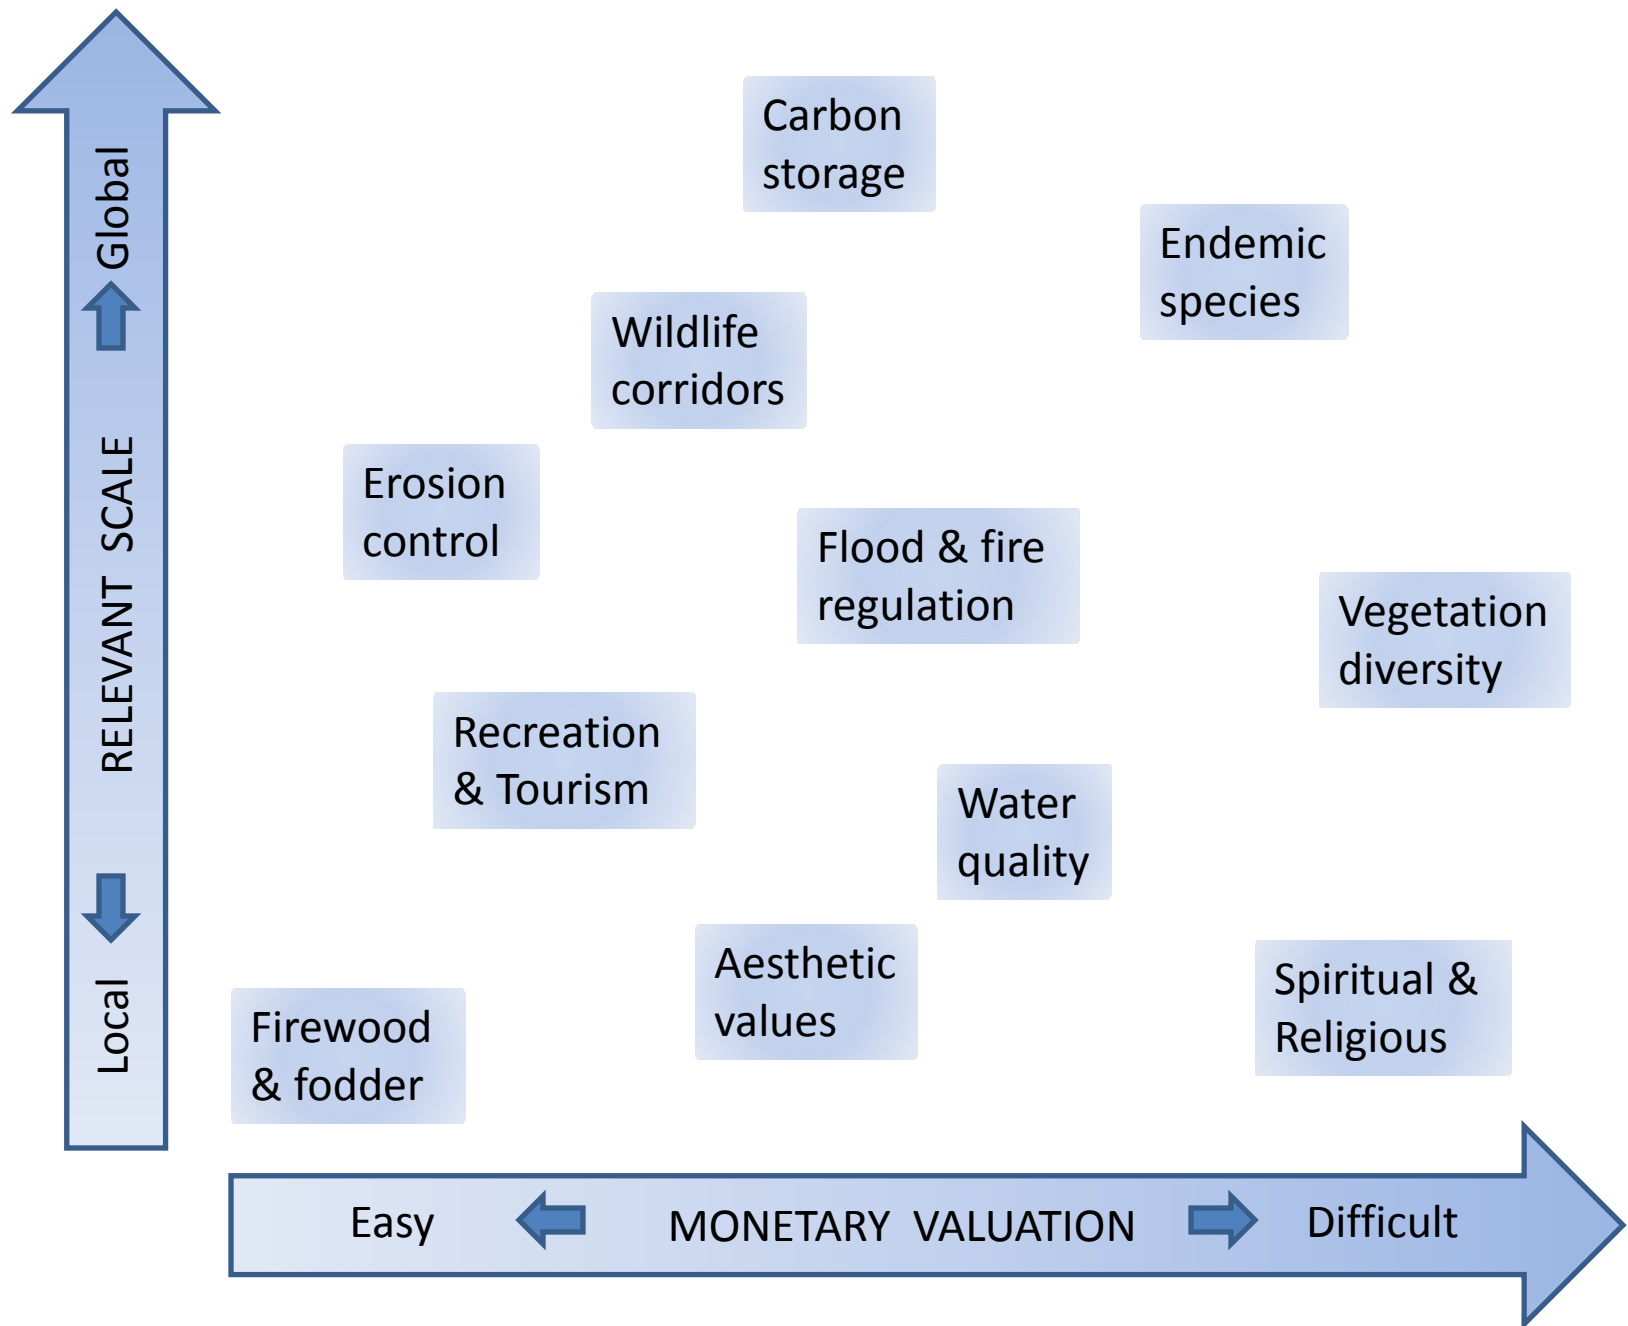 Global
RELEVANT SCALE
Local
Carbon
storage
Endemic
species
Wildlife
corridors
Erosion
control
Flood & fire
regulation
Vegetation
diversity
Recreation
& Tourism
Water
quality
Aesthetic
values
Spiritual &
Religious
Firewood
& fodder
Easy
MONETARY VALUATION
Difficult